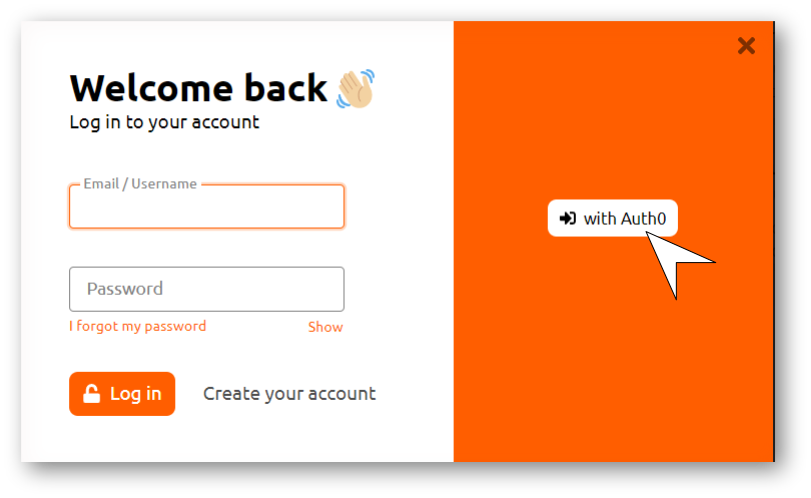 Welcome back 👋
Log in to your account
Email / Username
Password
I forgot my password
Show
Log in
Create your account
with Auth0